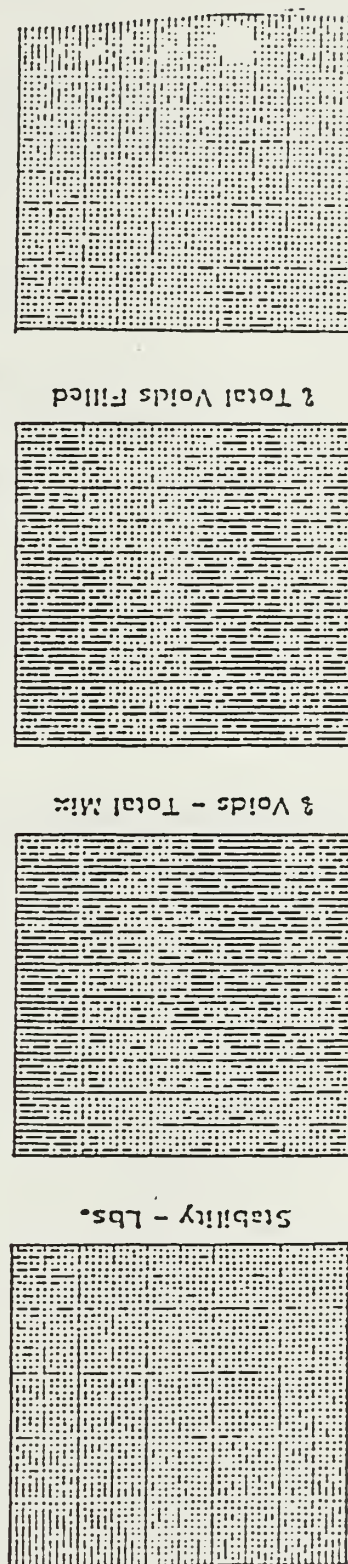 Stability - Lbs.
% Voids - Total Mix
% Total Voids Filled